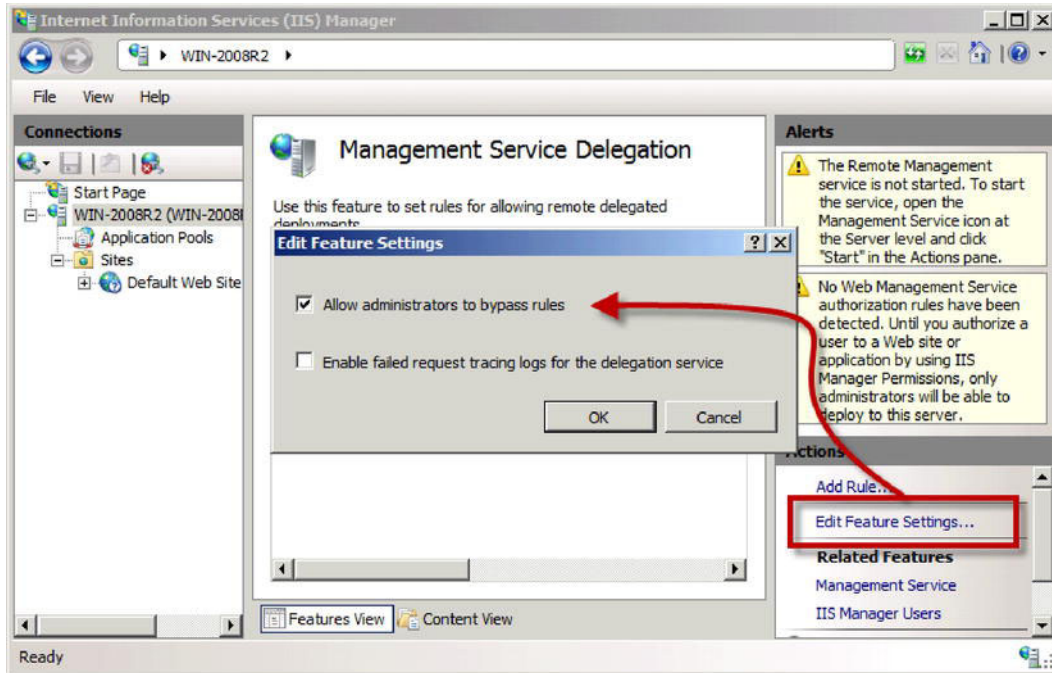 Internet Information Services (IIS) Manager
WIN-2008R2
File View Help
Connections
Start Page
WIN-2008R2 (WIN-2008
Application Pools
Sites
Default Web Site
Management Service Delegation
Use this feature to set rules for allowing remote delegated
deployments
Edit Feature Settings
Allow administrators to bypass rules
Enable failed request tracing logs for the delegation service
OK Cancel
Features View Content View
Alerts
The Remote Management
service is not started. To start
the service, open the
Management Service icon at
the Server level and click
"Start" in the Actions pane.
No Web Management Service
authorization rules have been
detected. Until you authorize a
user to a Web site or
application by using IIS
Manager Permissions, only
administrators will be able to
deploy to this server.
Actions
Add Rule...
Edit Feature Settings...
Related Features
Management Service
IIS Manager Users
Ready